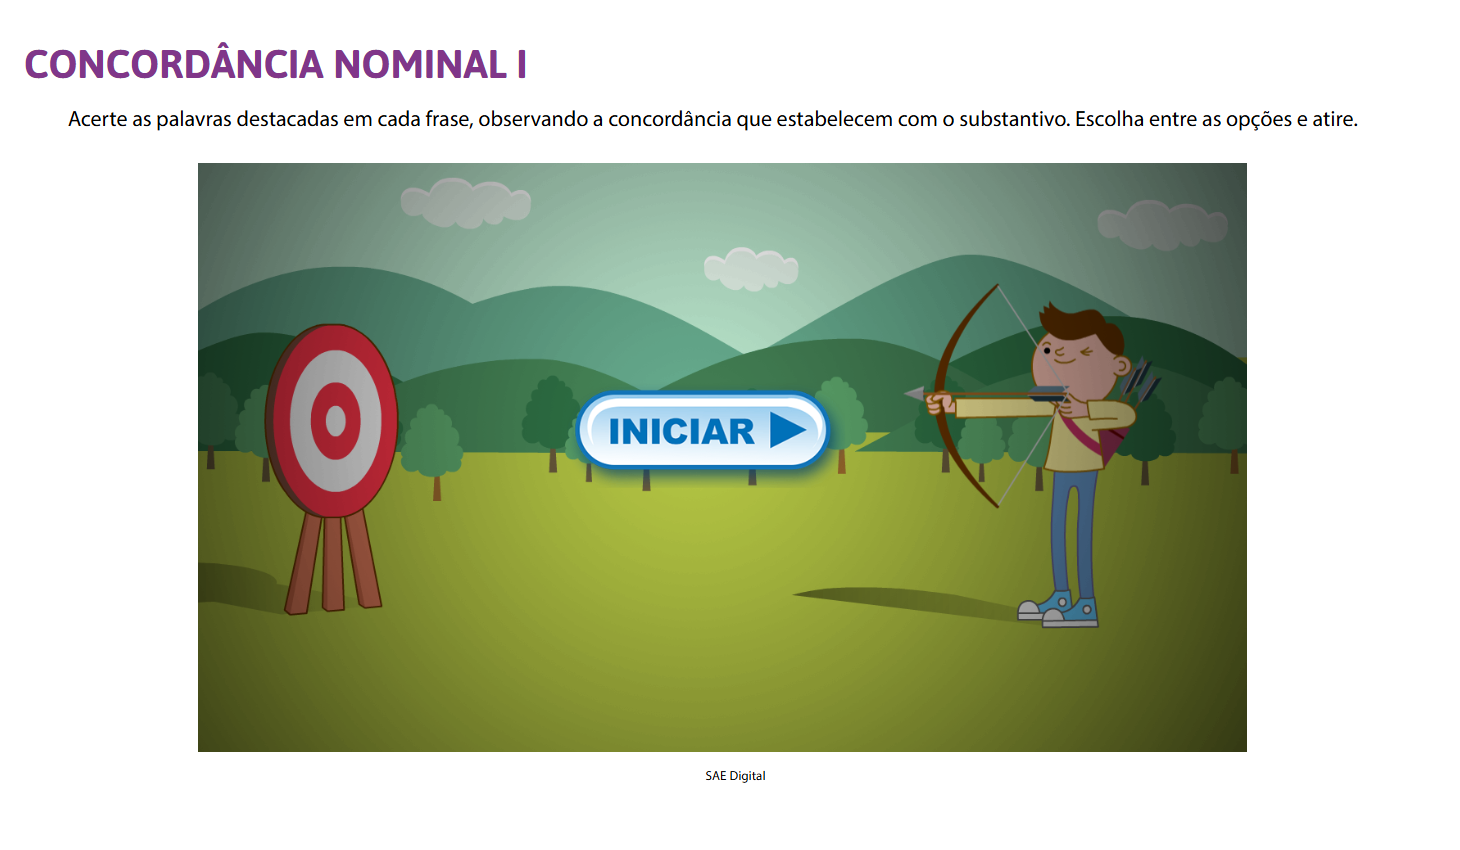 CONCORDÂNCIA NOMINAL I
Acerte as palavras destacadas em cada frase, observando a concordância que estabelecem com o substantivo. Escolha entre as opções e atire.
INICIAR
SAE Digital